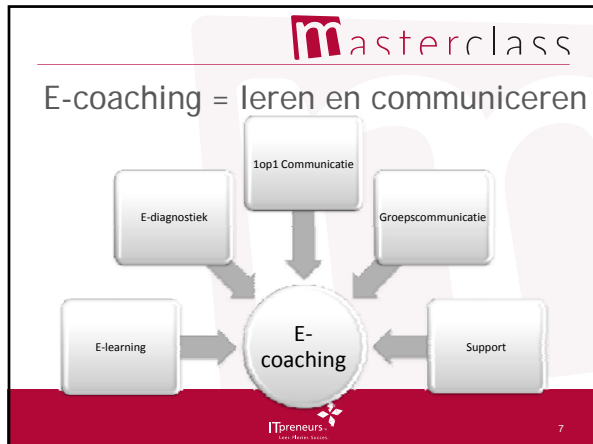 masterclass
E-coaching = leren en communiceren
1op1 Communicatie
E-diagnostiek
Groepscommunicatie
E-learning
E-
coaching
Support
ITpreneurs
7